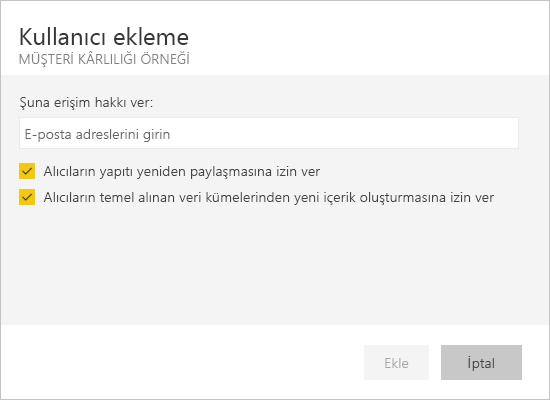 Kullanıcı ekleme
MÜŞTERİ KÂRLILIĞI ÖRNEĞİ
Şuna erişim hakkı ver:
E-posta adreslerini girin
Alıcıların yapıtı yeniden paylaşmasına izin ver
Alıcıların temel alınan veri kümelerinden yeni içerik oluşturmasına izin ver
Ekle
İptal